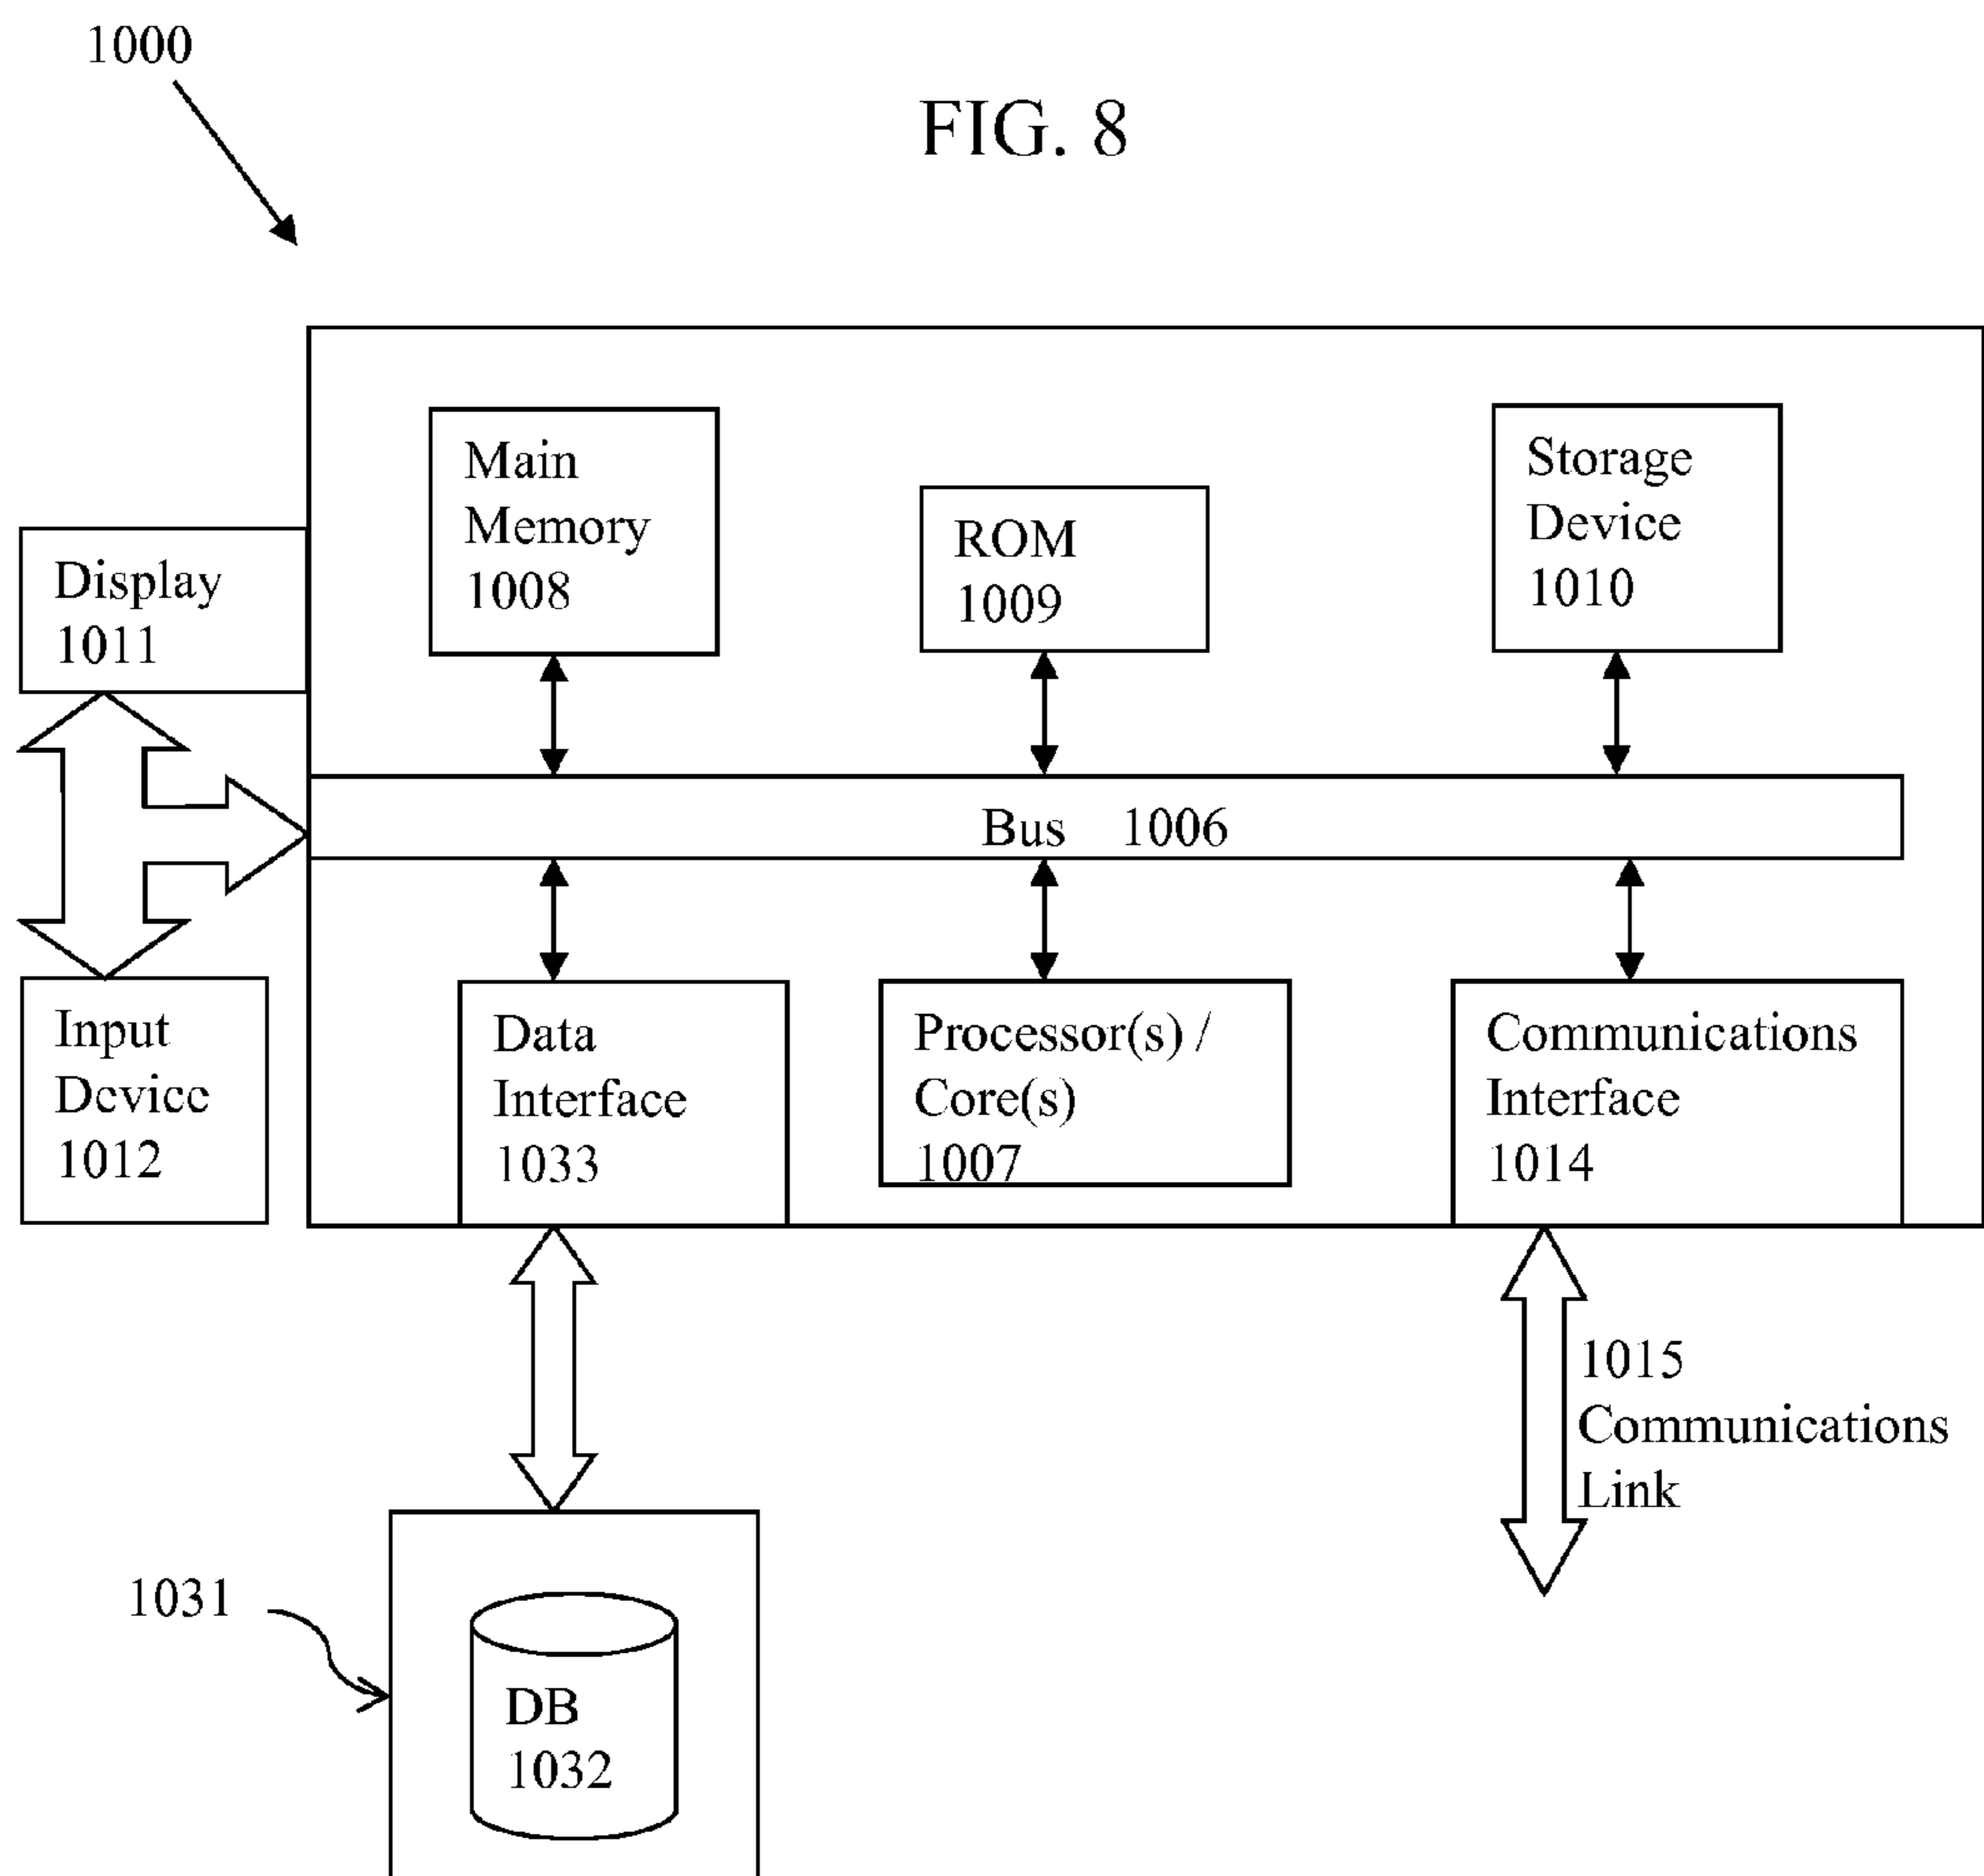 1000
FIG. 8
Main
Memory
1008
ROM
1009
Storage
Device
1010
Display
1011
Bus 1006
Input
Device
1012
Data
Interface
1033
Processor(s) /
Core(s)
1007
Communications
Interface
1014
1015
Communications
Link
1031
DB
1032